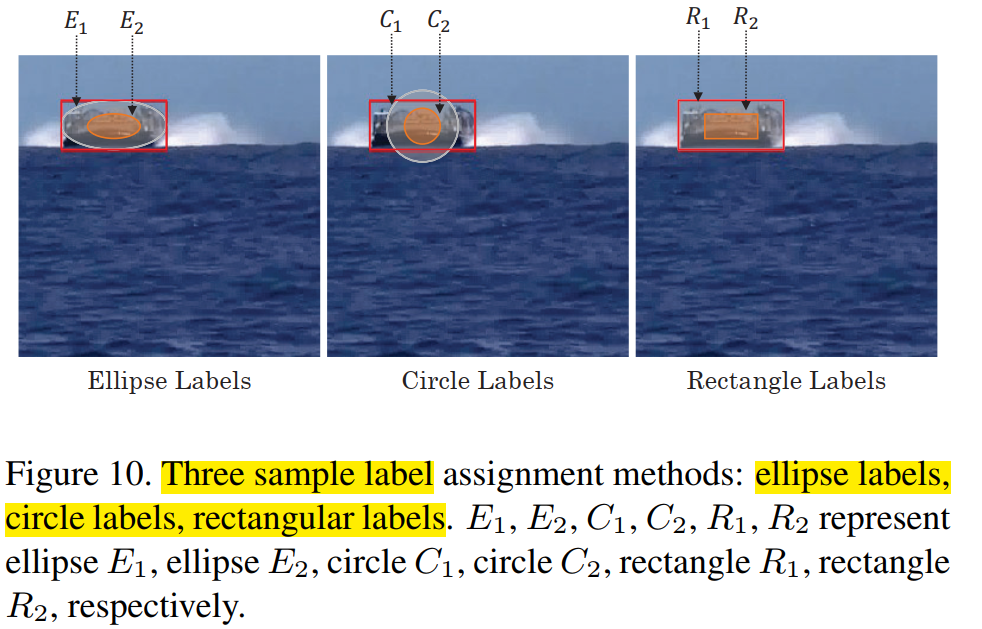 E₁ E₂ C₁ C₂ R₁ R₂
Ellipse Labels Circle Labels Rectangle Labels
Figure 10. Three sample label assignment methods: ellipse labels,
circle labels, rectangular labels. E₁, E₂, C₁, C₂, R₁, R₂ represent
ellipse E₁, ellipse E₂, circle C₁, circle C₂, rectangle R₁, rectangle
R₂, respectively.